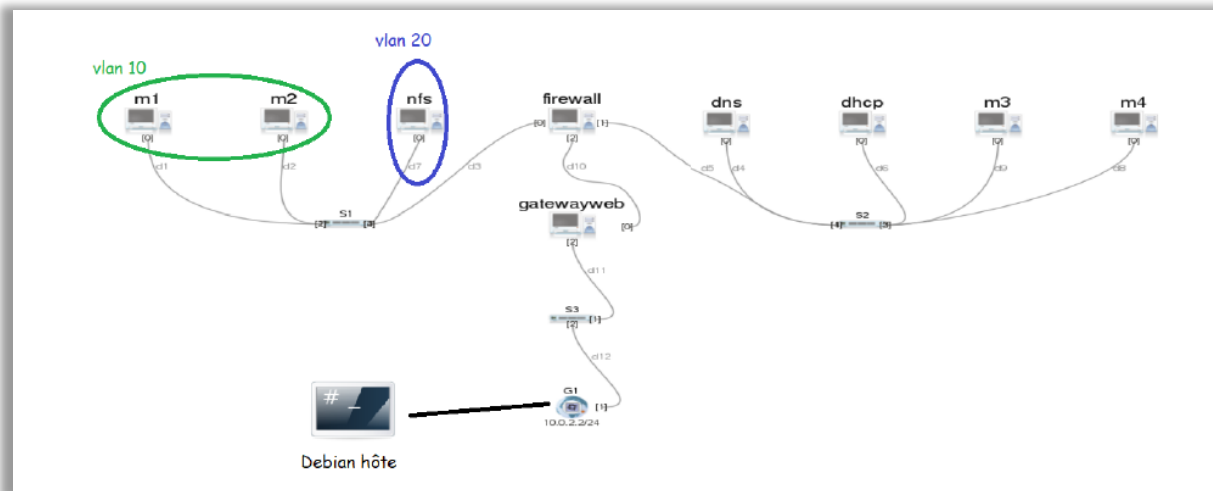 vlan 20
vlan 10
m1 m2 nfs firewall dns dhcp m3 m4
[0] [0] [0] [0] [1] [0] [0] [0] [0]
[2]
d1 d2 d7 d3 d10 d5 d4 d6 d9 d8
gatewayweb
S1 [0] S2
[2] [3] [4] [3]
[2]
d11
S3
[1]
[2]
d12
# _ G1
[1]
10.0.2.2/24
Debian hôte